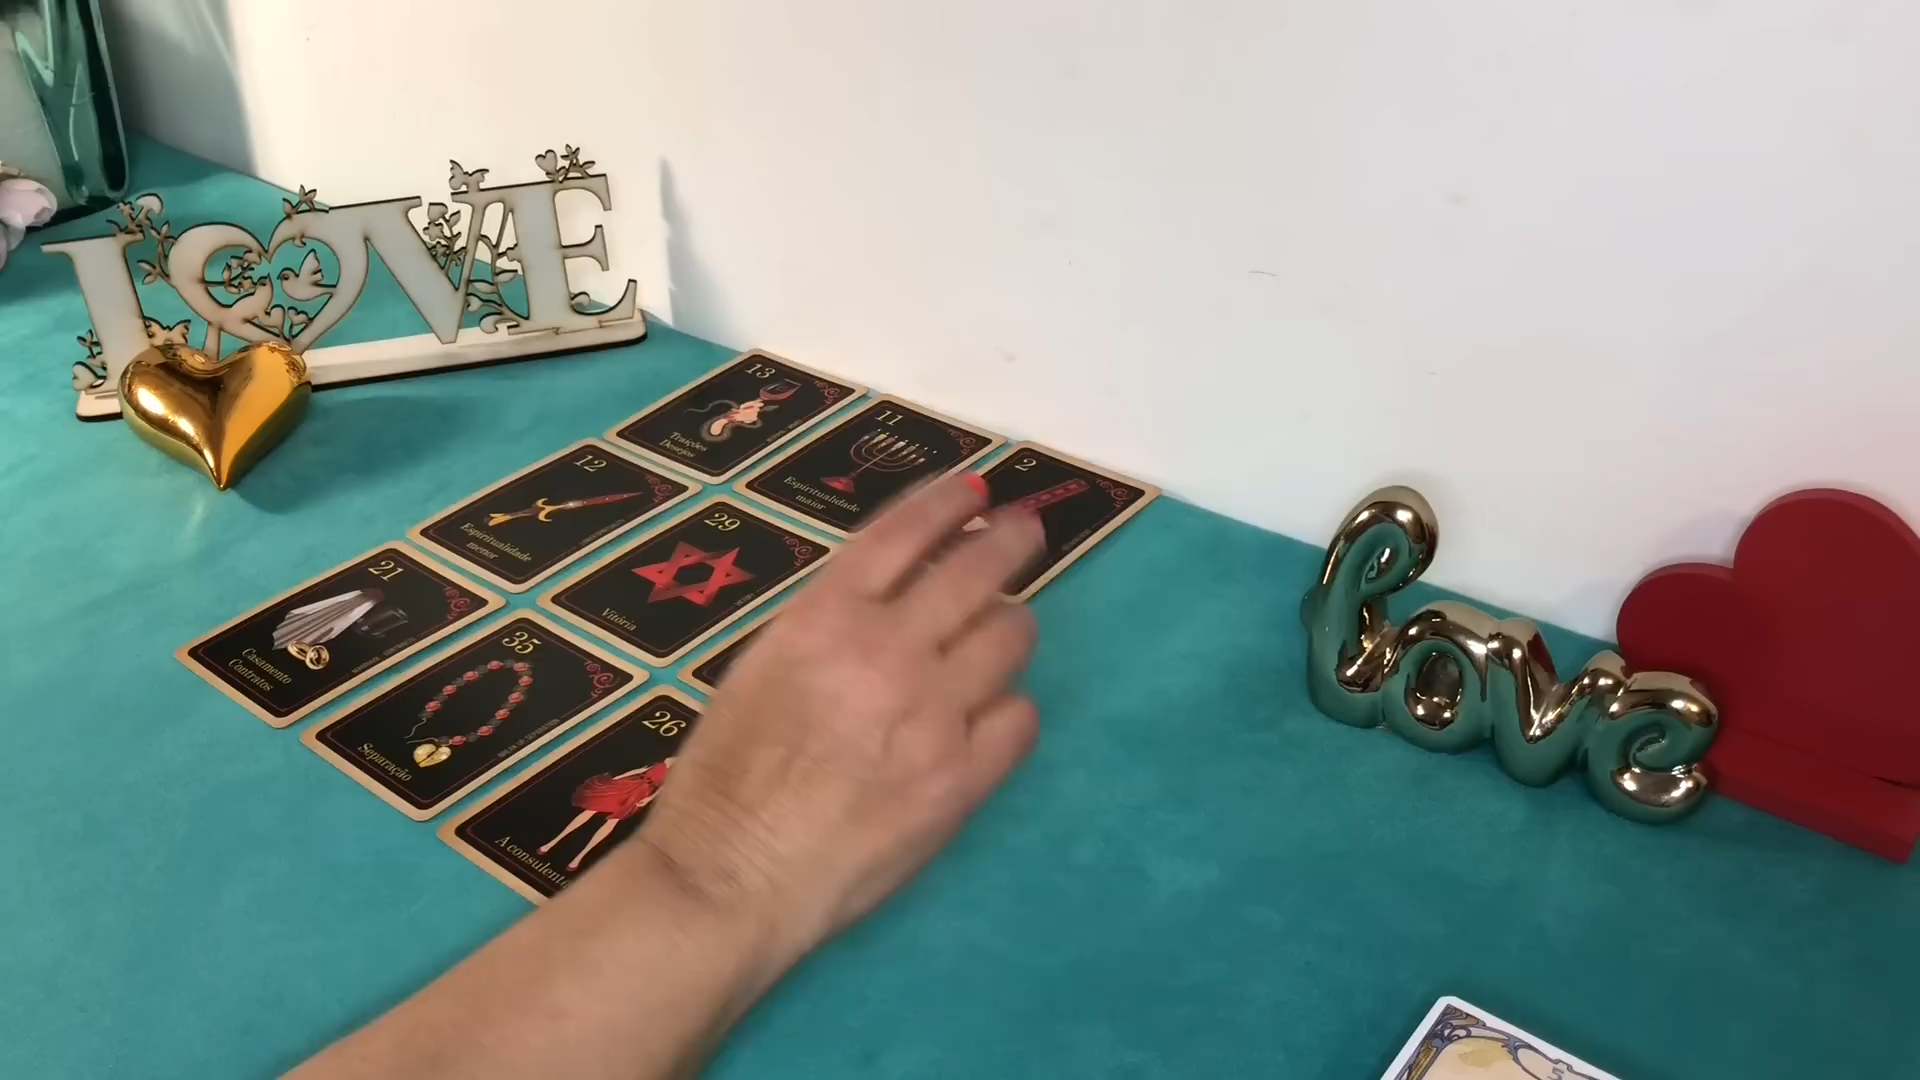 LOVE
13
Traições
Desejos
11
Espiritualidade
maior
2
12
Espiritualidade
menor
29
Vitória
VICTORY
21
Casamento
Contratos
35
Separação
26
A consulente
love